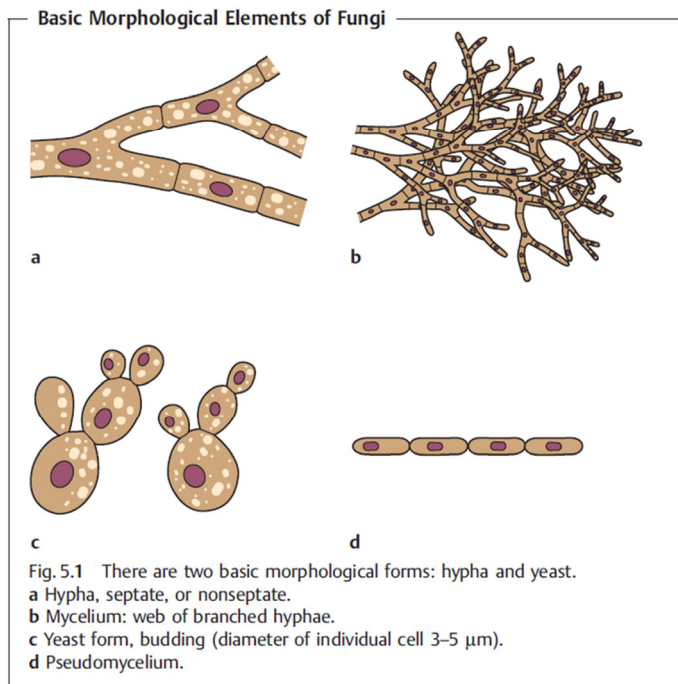 Basic Morphological Elements of Fungi
a
b
c
d
Fig. 5.1 There are two basic morphological forms: hypha and yeast.
a Hypha, septate, or nonseptate.
b Mycelium: web of branched hyphae.
c Yeast form, budding (diameter of individual cell 3–5 μm).
d Pseudomycelium.